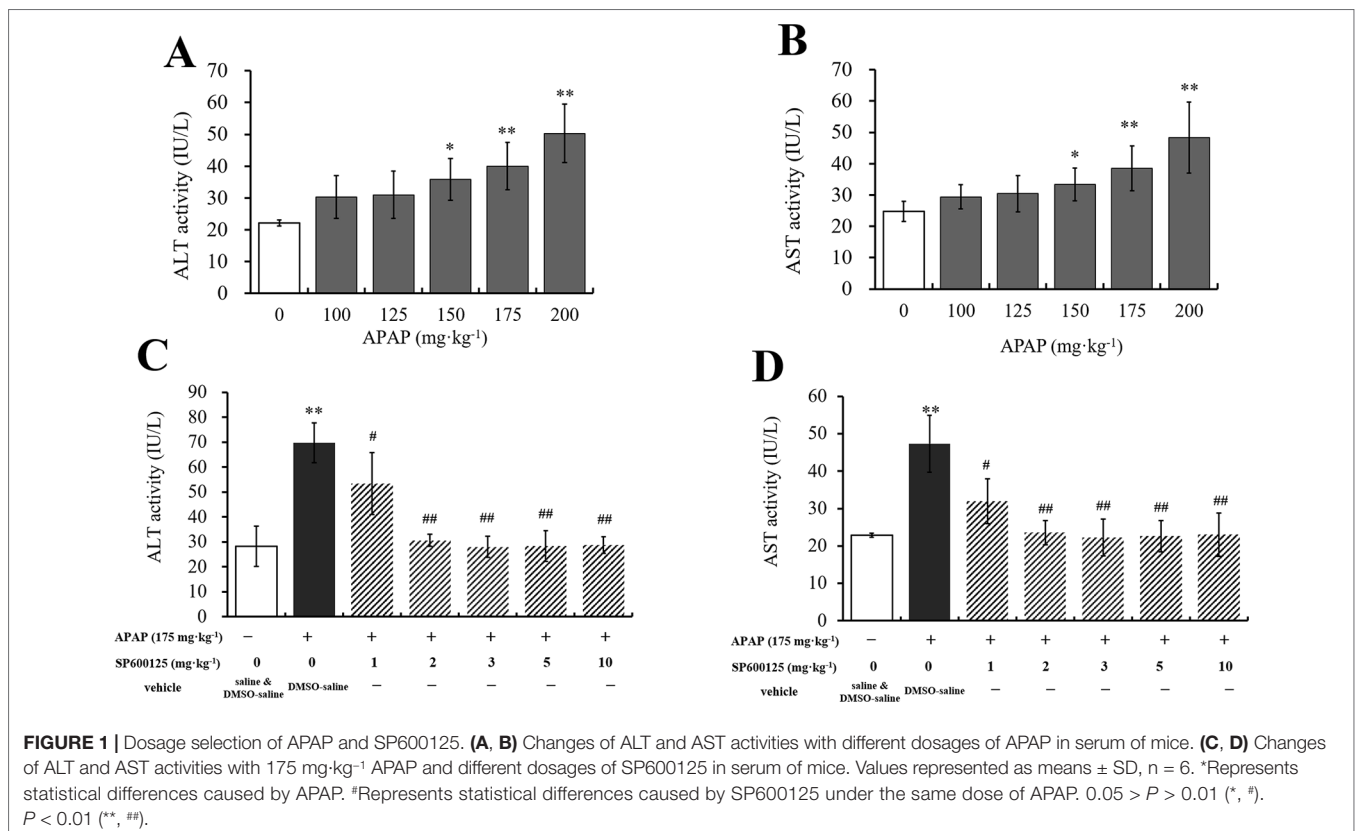 A
ALT activity (IU/L)
70
60
50
40
30
20
10
0
* ** **
0 100 125 150 175 200
APAP (mg·kg⁻¹)
B
AST activity (IU/L)
70
60
50
40
30
20
10
0
* ** **
0 100 125 150 175 200
APAP (mg·kg⁻¹)
C
ALT activity (IU/L)
90
80
70
60
50
40
30
20
10
0
** # ## ## ## ##
APAP (175 mg·kg⁻¹) – + + + + + +
SP600125 (mg·kg⁻¹) 0 0 1 2 3 5 10
vehicle saline & DMSO-saline DMSO-saline – – – – –
D
AST activity (IU/L)
60
50
40
30
20
10
0
** # ## ## ## ##
APAP (175 mg·kg⁻¹) – + + + + + +
SP600125 (mg·kg⁻¹) 0 0 1 2 3 5 10
vehicle saline & DMSO-saline DMSO-saline – – – – –
FIGURE 1 | Dosage selection of APAP and SP600125. (A, B) Changes of ALT and AST activities with different dosages of APAP in serum of mice. (C, D) Changes
of ALT and AST activities with 175 mg·kg⁻¹ APAP and different dosages of SP600125 in serum of mice. Values represented as means ± SD, n = 6. *Represents
statistical differences caused by APAP. #Represents statistical differences caused by SP600125 under the same dose of APAP. 0.05 > P > 0.01 (*, #).
P < 0.01 (**, ##).